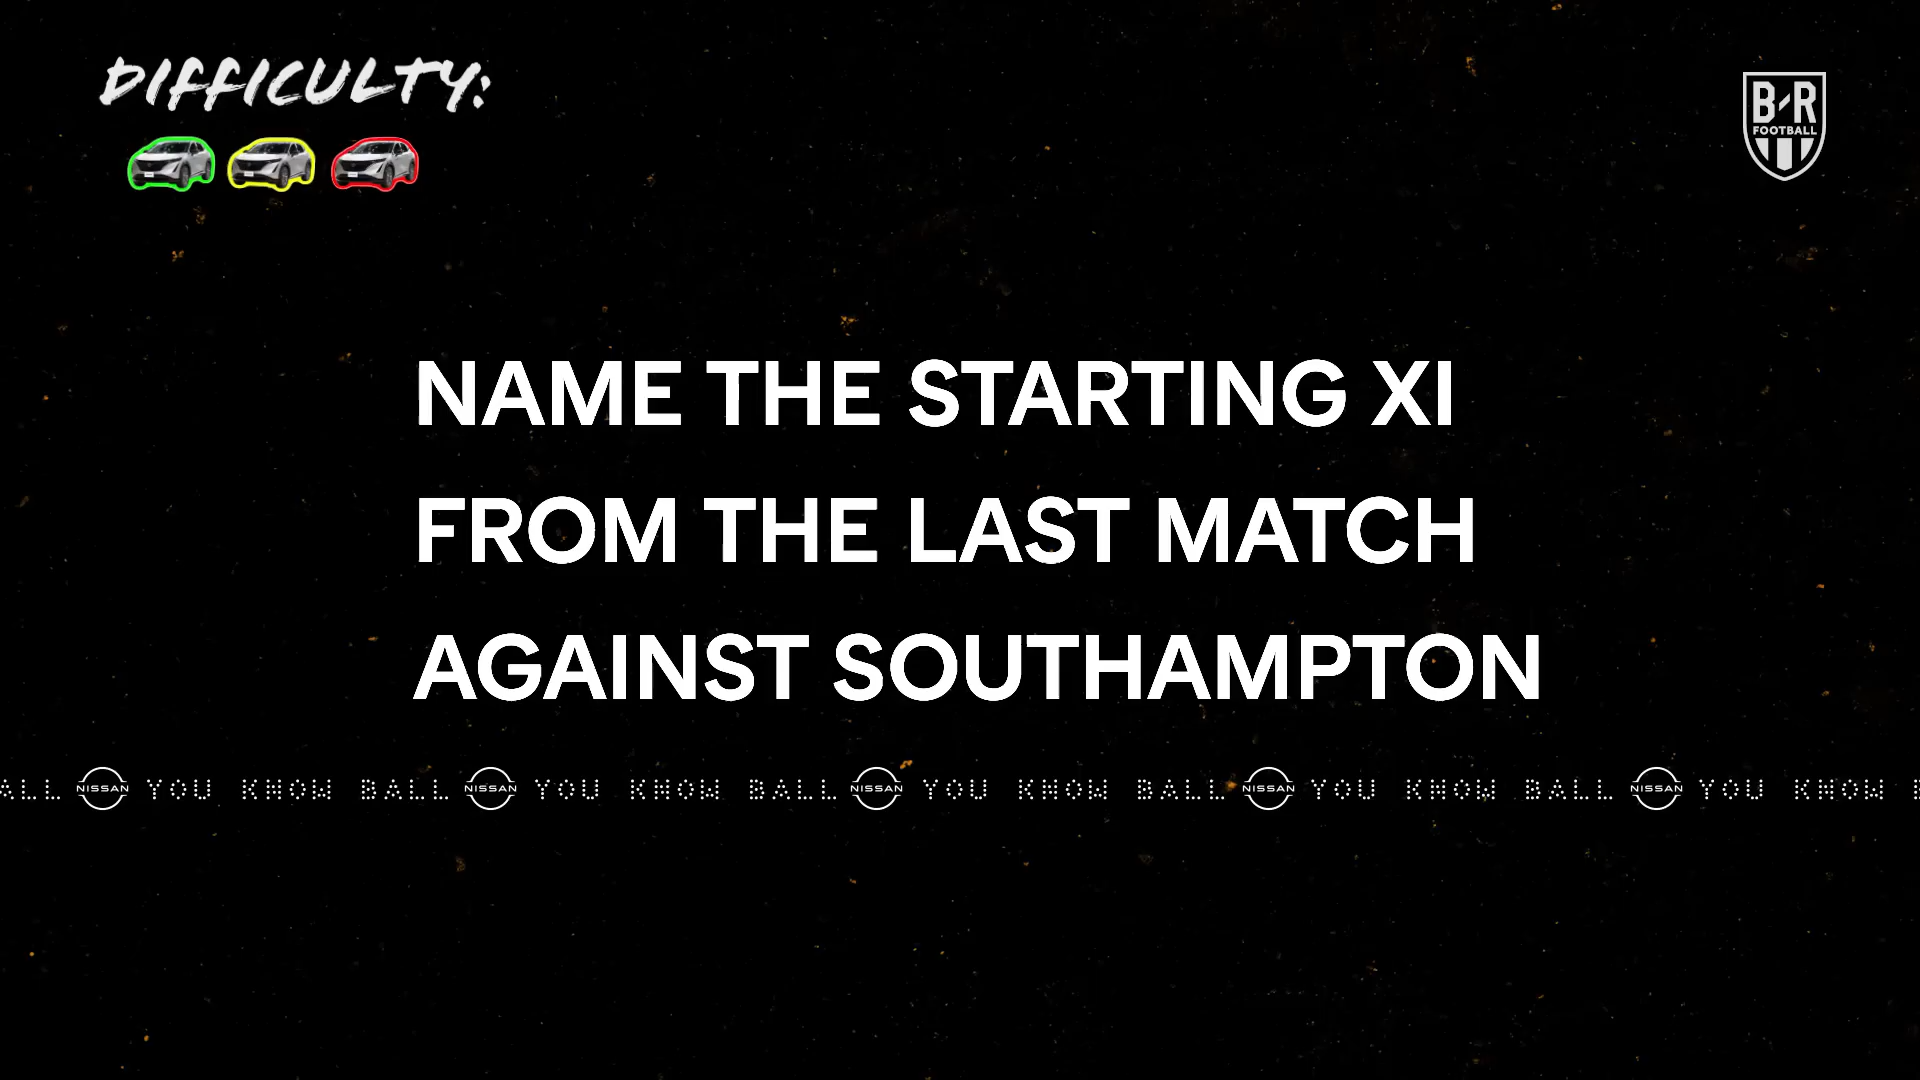 DIFFICULTY:
B/R
FOOTBALL
NAME THE STARTING XI
FROM THE LAST MATCH
AGAINST SOUTHAMPTON
ALL NISSAN YOU KNOW BALL NISSAN YOU KNOW BALL NISSAN YOU KNOW BALL NISSAN YOU KNOW BALL NISSAN YOU KNOW B